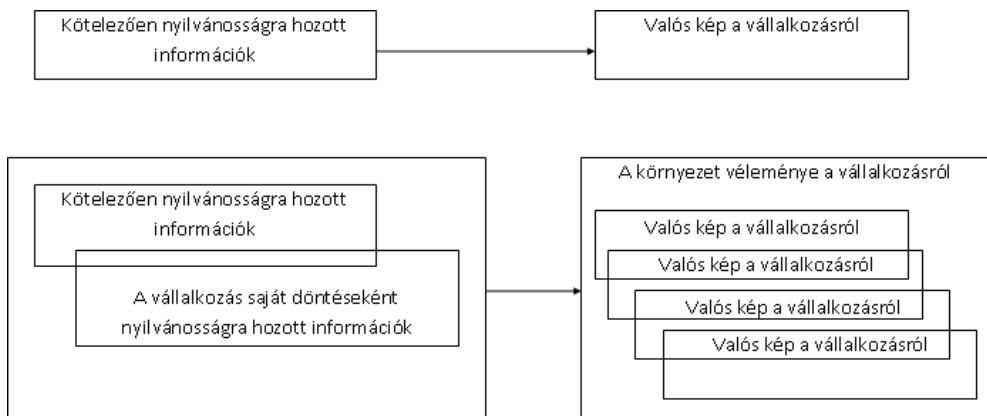 Kötelezően nyilvánosságra hozott
információk
Valós kép a vállalkozásról
Kötelezően nyilvánosságra hozott
információk
A vállalkozás saját döntéseként
nyilvánosságra hozott információk
A környezet véleménye a vállalkozásról
Valós kép a vállalkozásról
Valós kép a vállalkozásról
Valós kép a vállalkozásról
Valós kép a vállalkozásról